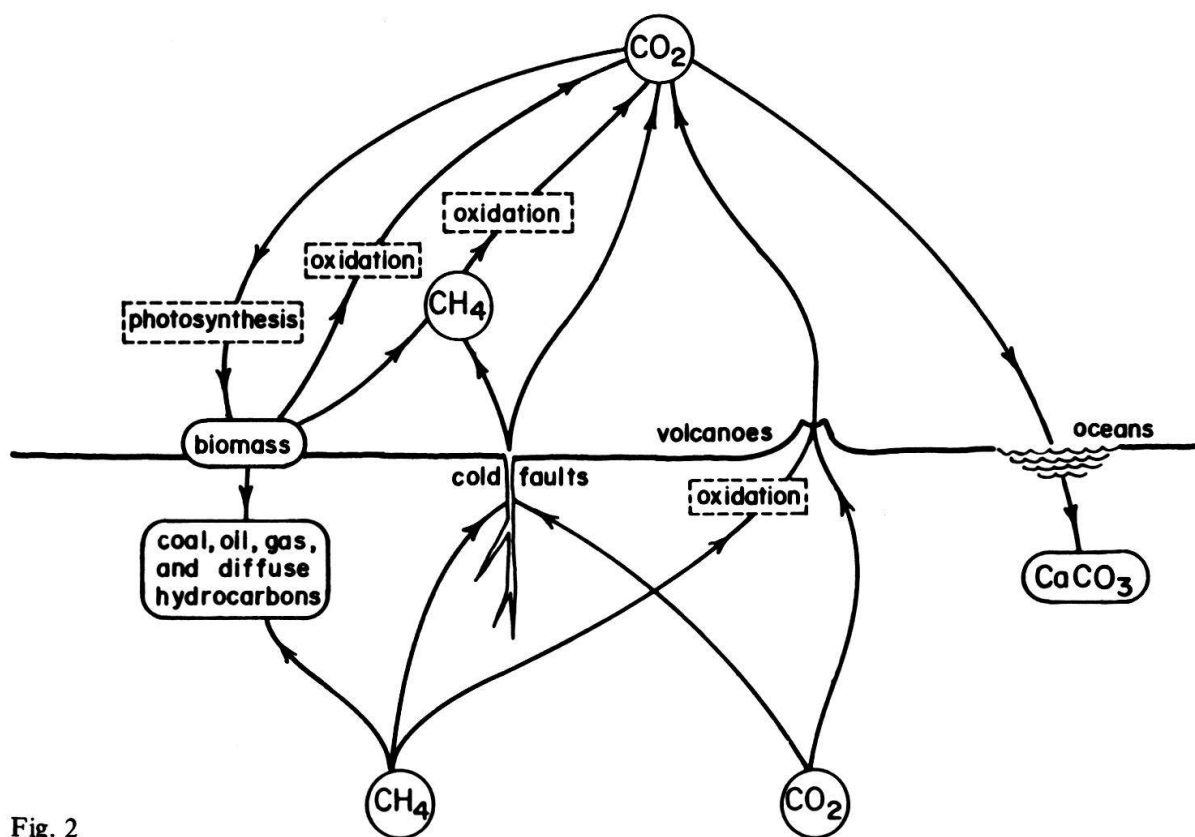 CO2
oxidation
oxidation
CH4
photosynthesis
biomass
volcanoes
oceans
cold faults
oxidation
coal, oil, gas,
and diffuse
hydrocarbons
CaCO3
CH4
CO2
Fig. 2